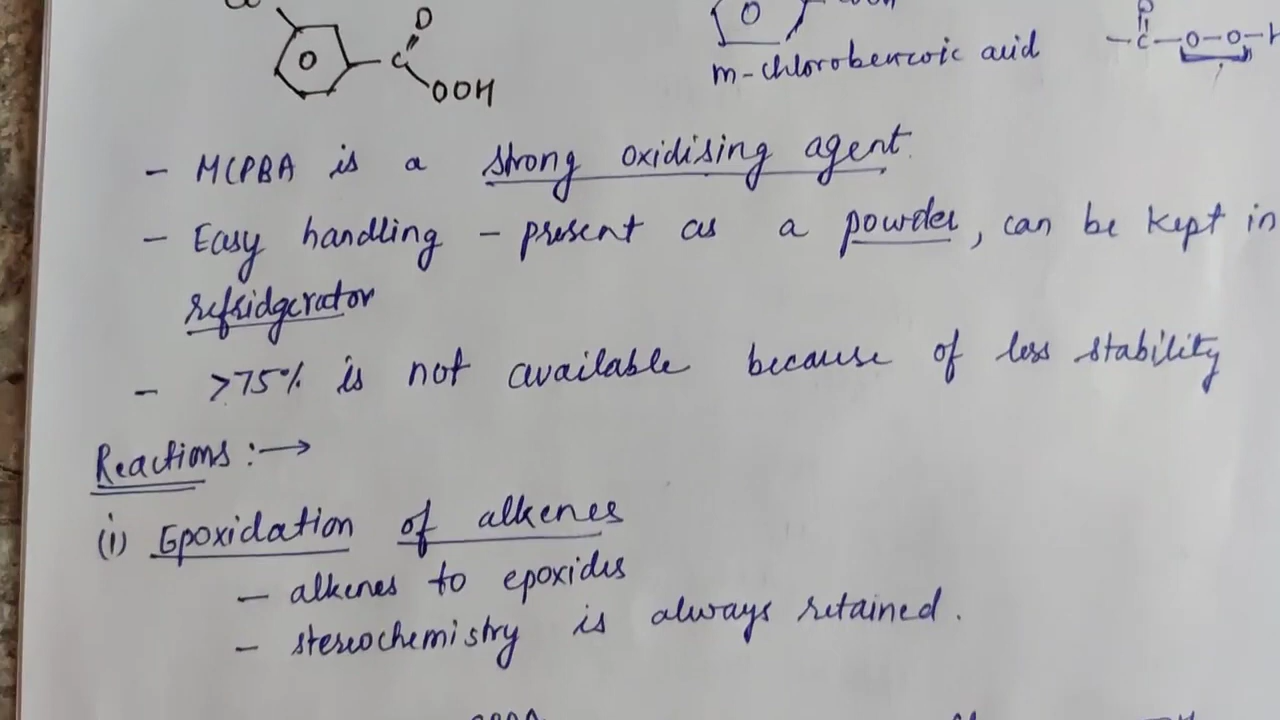 O
C
OOH
O
O
m-chlorobenzoic acid
-C-O-O-H
- MCPBA is a strong oxidising agent.
- Easy handling - present as a powder, can be kept in
refridgerator
- >75% is not available because of less stability
Reactions :→
(i) Epoxidation of alkenes
- alkenes to epoxides
- stereochemistry is always retained.